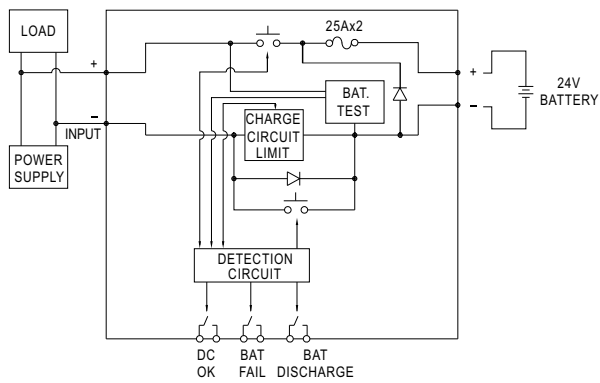 LOAD
25Ax2
+
+
24V
BATTERY
BAT.
TEST
−
−
INPUT
CHARGE
CIRCUIT
LIMIT
POWER
SUPPLY
DETECTION
CIRCUIT
DC
OK
BAT
FAIL
BAT
DISCHARGE